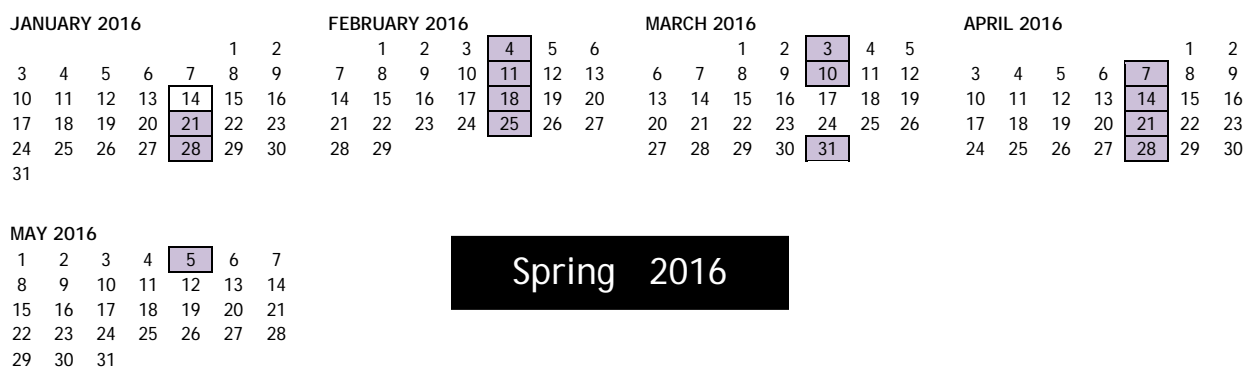 JANUARY 2016
1 2
3 4 5 6 7 8 9
10 11 12 13 14 15 16
17 18 19 20 21 22 23
24 25 26 27 28 29 30
31
FEBRUARY 2016
1 2 3 4 5 6
7 8 9 10 11 12 13
14 15 16 17 18 19 20
21 22 23 24 25 26 27
28 29
MARCH 2016
1 2 3 4 5
6 7 8 9 10 11 12
13 14 15 16 17 18 19
20 21 22 23 24 25 26
27 28 29 30 31
APRIL 2016
1 2
3 4 5 6 7 8 9
10 11 12 13 14 15 16
17 18 19 20 21 22 23
24 25 26 27 28 29 30
MAY 2016
1 2 3 4 5 6 7
8 9 10 11 12 13 14
15 16 17 18 19 20 21
22 23 24 25 26 27 28
29 30 31
Spring 2016